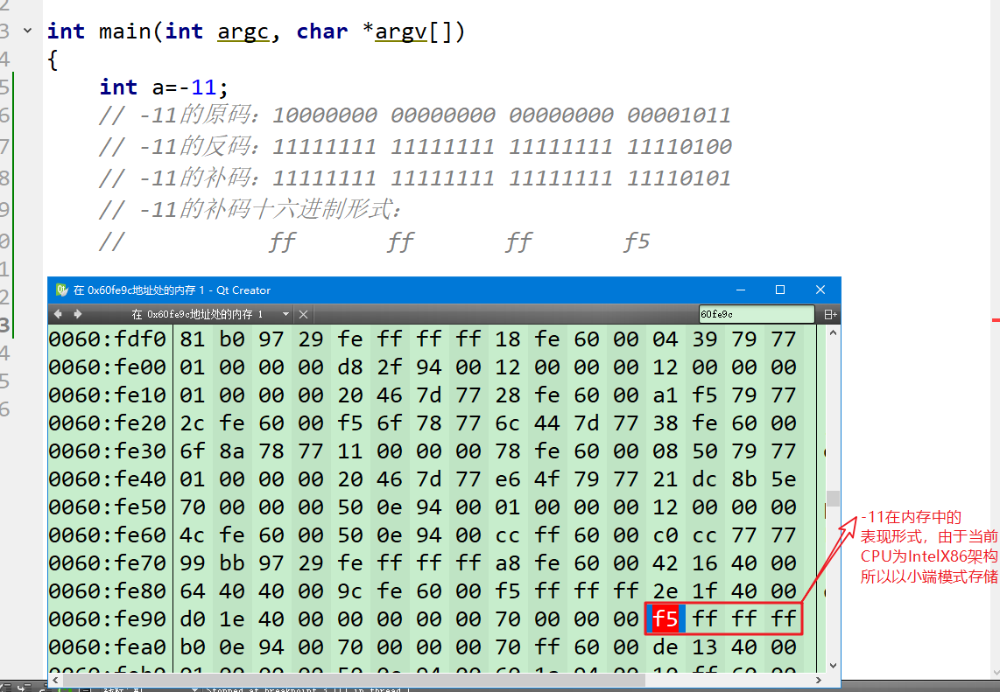 2
3 int main(int argc, char *argv[])
4 {
5 int a=-11;
6 // -11的原码：10000000 00000000 00000000 00001011
7 // -11的反码：11111111 11111111 11111111 11110100
8 // -11的补码：11111111 11111111 11111111 11110101
9 // -11的补码十六进制形式：
0 // ff ff ff f5
1
2
3
4
5
6
在 0x60fe9c地址处的内存 1 - Qt Creator
在 0x60fe9c地址处的内存 1
60fe9c
0060:fdf0 81 b0 97 29 fe ff ff ff 18 fe 60 00 04 39 79 77
0060:fe00 01 00 00 00 d8 2f 94 00 12 00 00 00 12 00 00 00
0060:fe10 01 00 00 00 20 46 7d 77 28 fe 60 00 a1 f5 79 77
0060:fe20 2c fe 60 00 f5 6f 78 77 6c 44 7d 77 38 fe 60 00
0060:fe30 6f 8a 78 77 11 00 00 00 78 fe 60 00 08 50 79 77
0060:fe40 01 00 00 00 20 46 7d 77 e6 4f 79 77 21 dc 8b 5e
0060:fe50 70 00 00 00 50 0e 94 00 01 00 00 00 12 00 00 00
0060:fe60 4c fe 60 00 50 0e 94 00 cc ff 60 00 c0 cc 77 77
0060:fe70 99 bb 97 29 fe ff ff ff a8 fe 60 00 42 16 40 00
0060:fe80 64 40 40 00 9c fe 60 00 f5 ff ff ff 2e 1f 40 00
0060:fe90 d0 1e 40 00 00 00 00 00 70 00 00 00 f5 ff ff ff
0060:fea0 b0 0e 94 00 70 00 00 00 70 ff 60 00 de 13 40 00
-11在内存中的
表现形式，由于当前
CPU为IntelX86架构
所以以小端模式存储